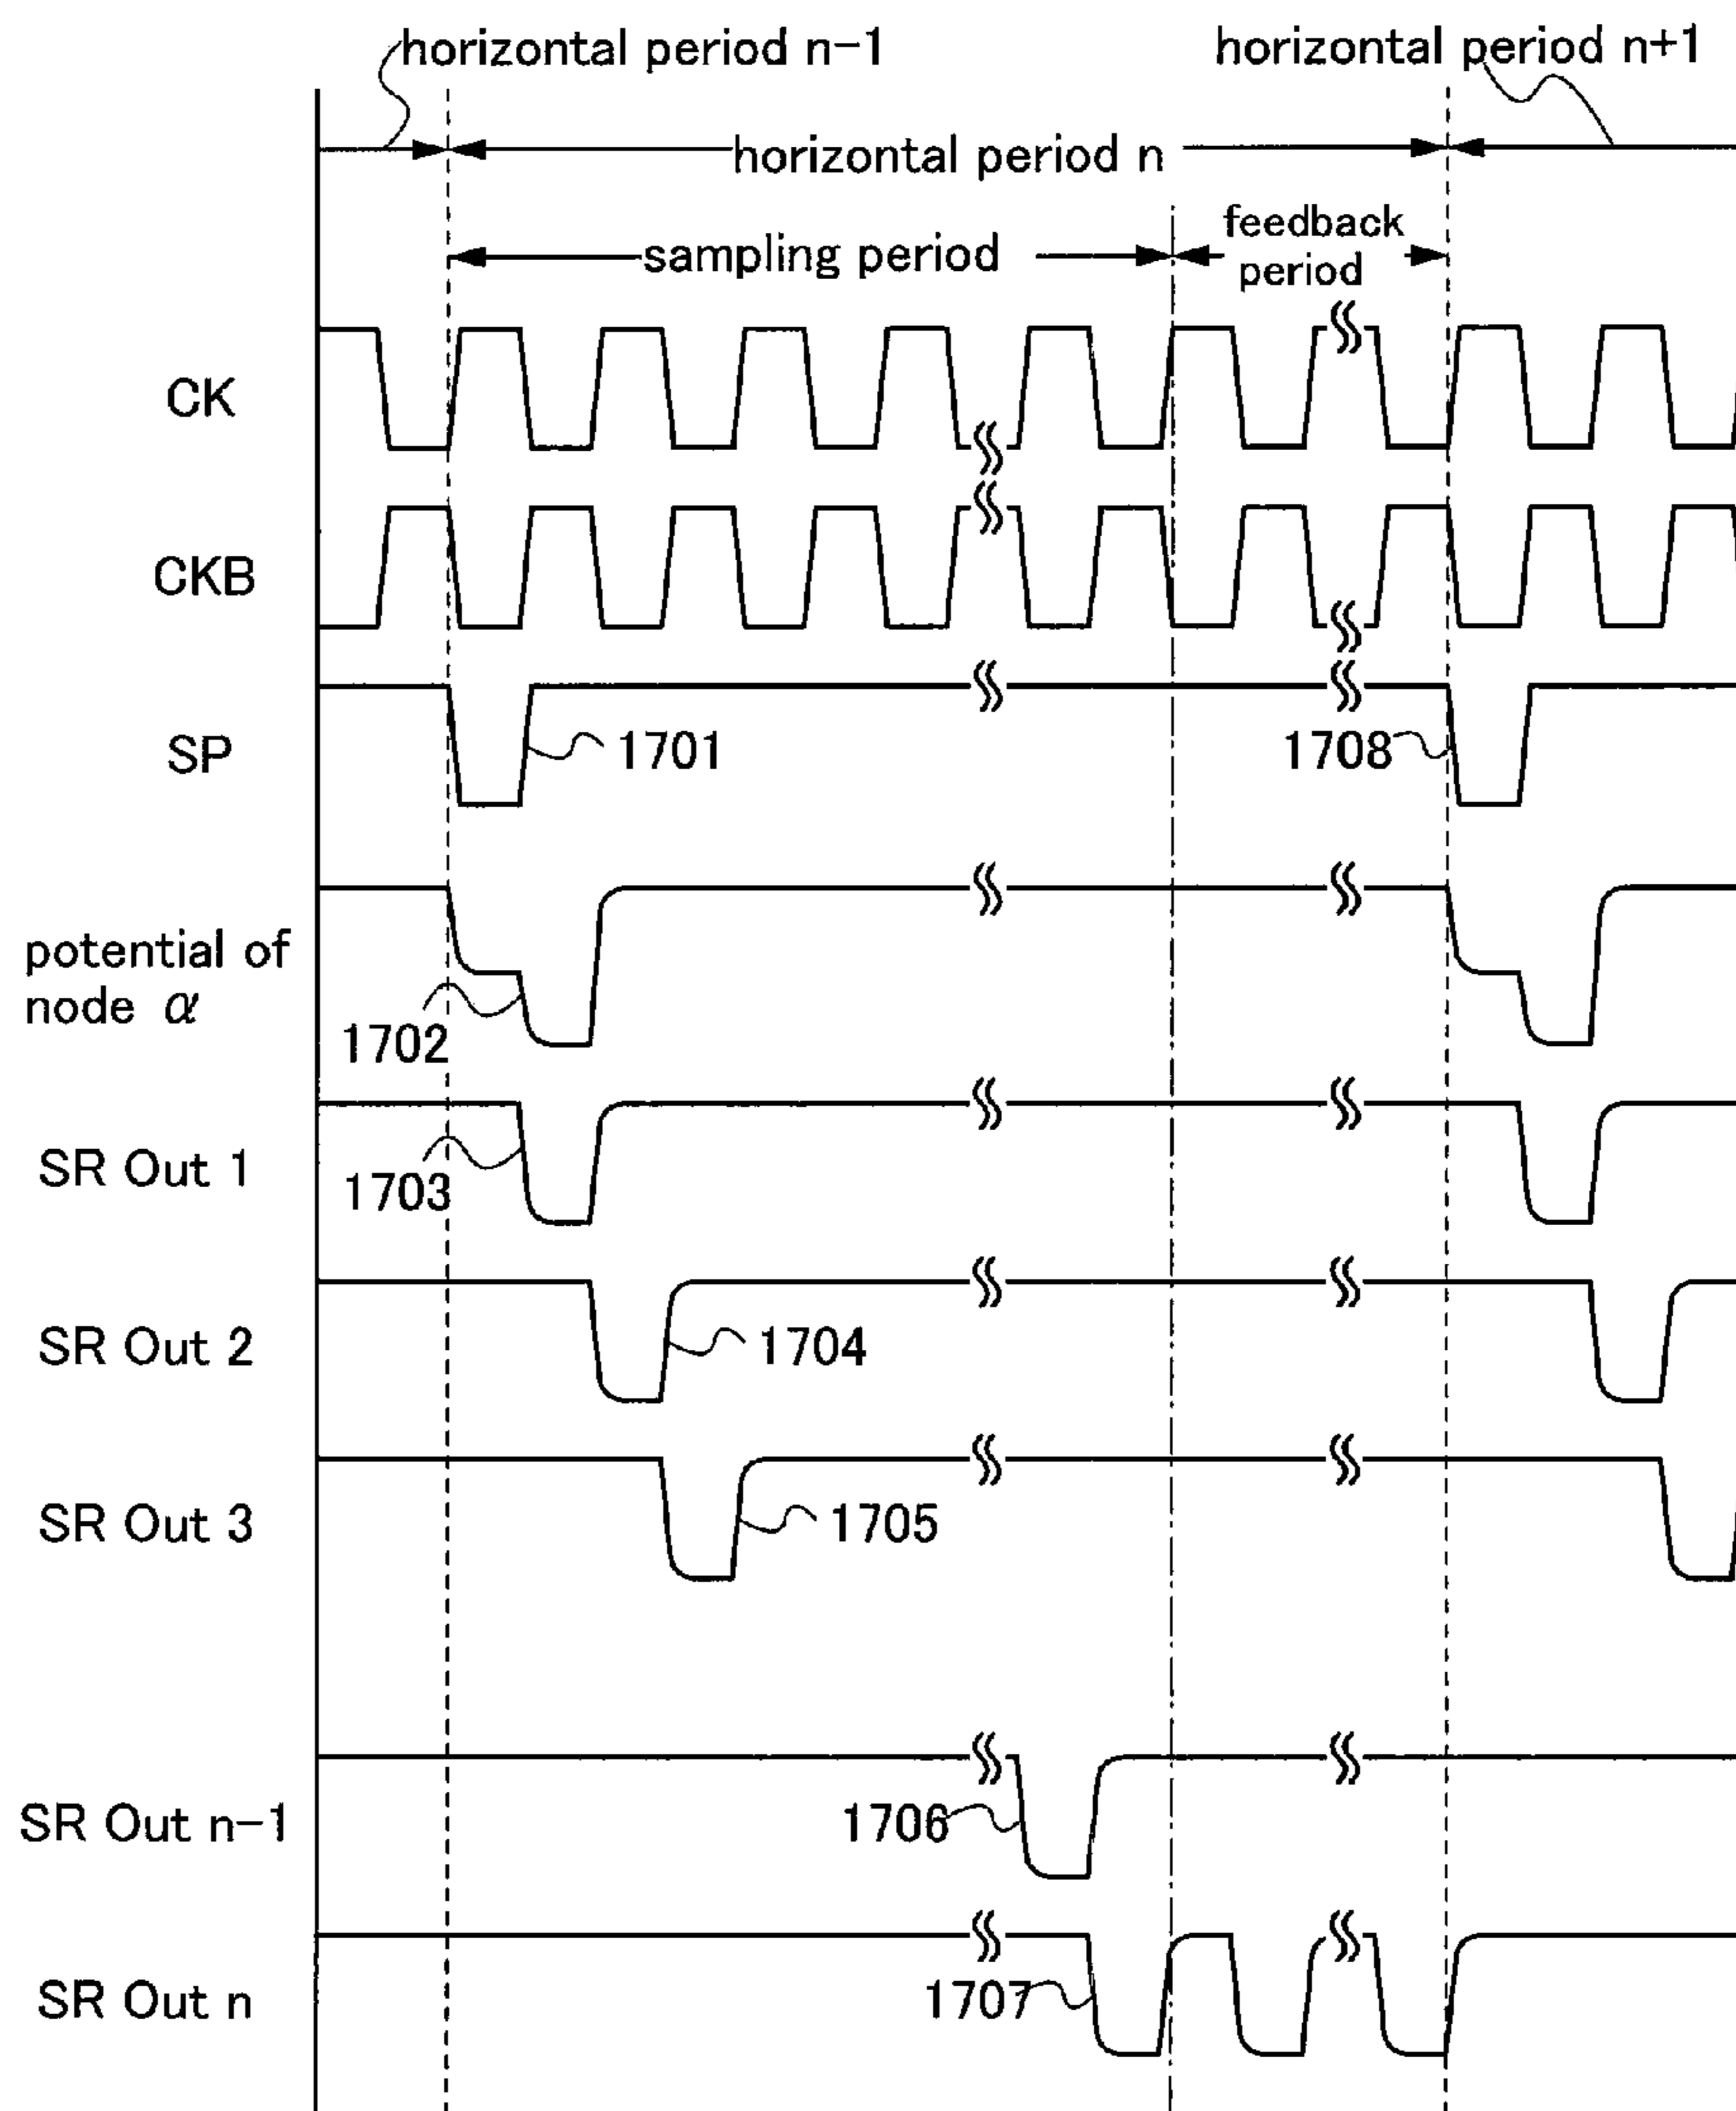 horizontal period n-1
horizontal period n+1
horizontal period n
sampling period
feedback
period
CK
CKB
SP
1701
1708
potential of
node α
1702
SR Out 1
1703
SR Out 2
1704
SR Out 3
1705
SR Out n-1
1706
SR Out n
1707